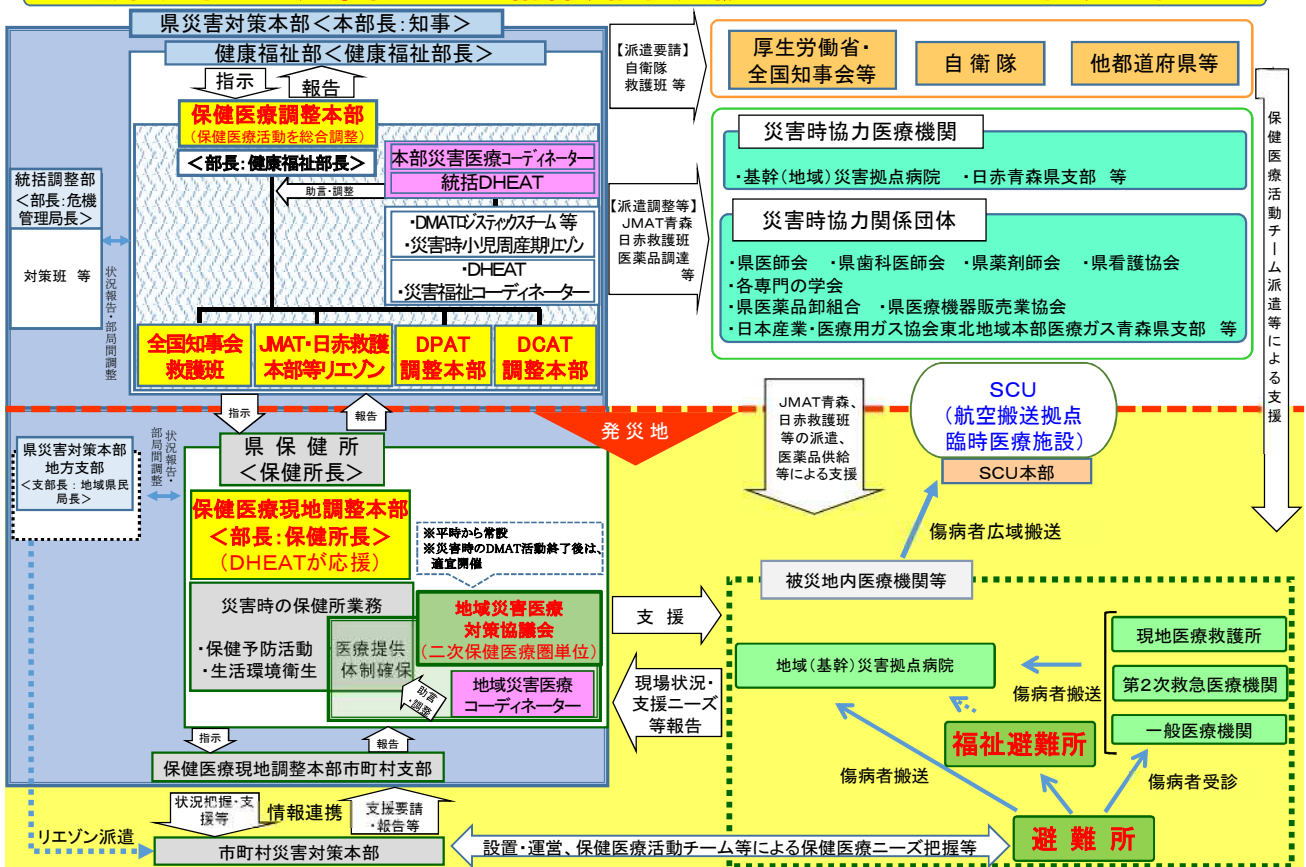 県災害対策本部＜本部長：知事＞
健康福祉部＜健康福祉部長＞
指示
報告
保健医療調整本部
（保健医療活動を総合調整）
＜部長：健康福祉部長＞
本部災害医療コーディネーター
統括DHEAT
助言・調整
・DMATロジスティックスチーム 等
・災害時小児周産期リエゾン
・DHEAT
・災害福祉コーディネーター
統括調整部
＜部長：危機
管理局長＞
対策班 等
状況報告・部局間調整
全国知事会
救護班
JMAT・日赤救護
本部等リエゾン
DPAT
調整本部
DCAT
調整本部
【派遣要請】
自衛隊
救護班 等
厚生労働省・
全国知事会等
自 衛 隊
他都道府県等
【派遣調整等】
JMAT青森
日赤救護班
医薬品調達
等
災害時協力医療機関
・基幹（地域）災害拠点病院 ・日赤青森県支部 等
災害時協力関係団体
・県医師会 ・県歯科医師会 ・県薬剤師会 ・県看護協会
・各専門の学会
・県医薬品卸組合 ・県医療機器販売業協会
・日本産業・医療用ガス協会東北地域本部医療ガス青森県支部 等
保健医療活動チーム派遣等による支援
指示
報告
発災地
JMAT青森、
日赤救護班
等の派遣、
医薬品供給
等による支援
SCU
（航空搬送拠点
臨時医療施設）
SCU本部
県災害対策本部
地方支部
＜支部長：地域県民
局長＞
状況報告・
部局間調整
県 保 健 所
＜保健所長＞
保健医療現地調整本部
＜部長：保健所長＞
（DHEATが応援）
※平時から常設
※災害時のDMAT活動終了後は、
適宜開催
災害時の保健所業務
・保健予防活動
・生活環境衛生
・医療提供
体制確保
地域災害医療
対策協議会
（二次保健医療圏単位）
助言・調整
地域災害医療
コーディネーター
支 援
現場状況・
支援ニーズ
等報告
傷病者広域搬送
被災地内医療機関等
地域（基幹）災害拠点病院
傷病者搬送
現地医療救護所
第２次救急医療機関
一般医療機関
福祉避難所
傷病者搬送
傷病者受診
避 難 所
指示
報告
保健医療現地調整本部市町村支部
状況把握・支
援等
情報連携
支援要請
・報告等
リエゾン派遣
市町村災害対策本部
設置・運営、保健医療活動チーム等による保健医療ニーズ把握等